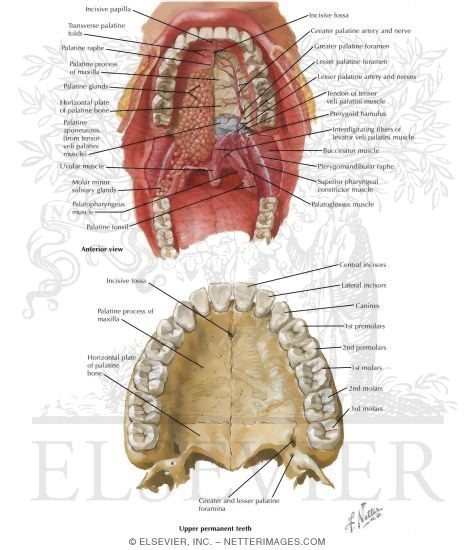 Incisive papilla
Transverse palatine
folds
Palatine raphe
Palatine process
of maxilla
Palatine glands
Horizontal plate
of palatine bone
Palatine
aponeurosis
(from tensor
veli palatini
muscle)
Uvular muscle
Molar minor
salivary glands
Palatopharyngeus
muscle
Palatine tonsil
Anterior view
Incisive fossa
Greater palatine artery and nerve
Greater palatine foramen
Lesser palatine foramen
Lesser palatine artery and nerves
Tendon of tensor
veli palatini muscle
Pterygoid hamulus
Interdigitating fibers of
levator veli palatini muscle
Buccinator muscle
Pterygomandibular raphe
Superior pharyngeal
constrictor muscle
Palatoglossus muscle
Incisive fossa
Palatine process of
maxilla
Horizontal plate
of palatine
bone
Central incisors
Lateral incisors
Canines
1st premolars
2nd premolars
1st molars
2nd molars
3rd molars
Greater and lesser palatine
foramina
Upper permanent teeth
ELSEVIER
f. Netter
M.D.
© ELSEVIER, INC. – NETTERIMAGES.COM